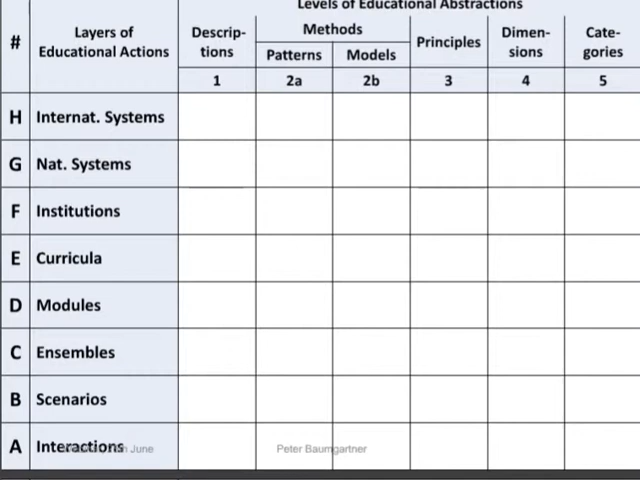 Levels of Educational Abstractions
# Layers of Educational Actions Descrip-tions Methods Principles Dimen-sions Cate-gories
Patterns Models
1 2a 2b 3 4 5
H Internat. Systems
G Nat. Systems
F Institutions
E Curricula
D Modules
C Ensembles
B Scenarios
A Interactions
June Peter Baumgartner